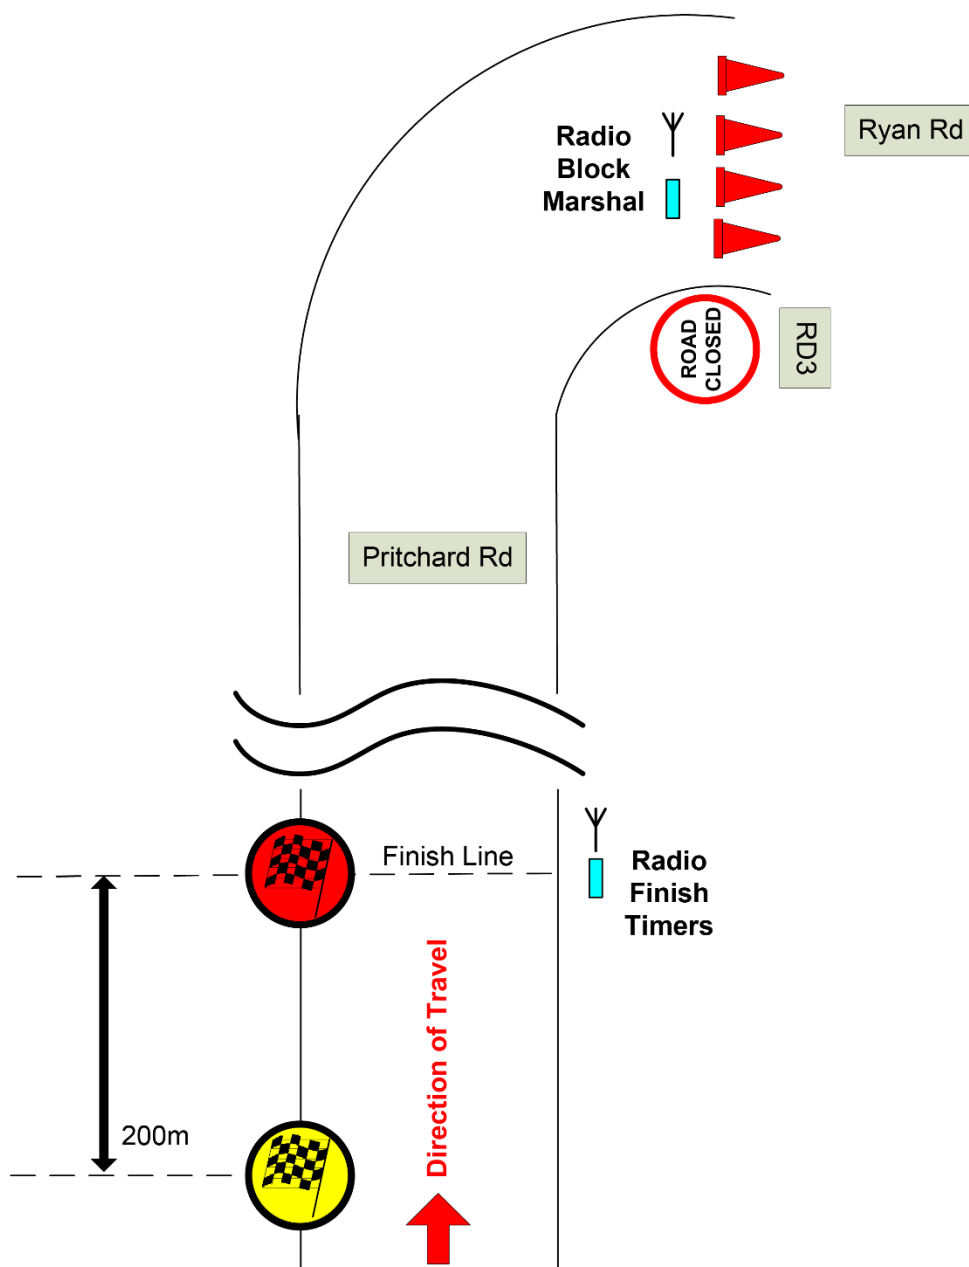 Ryan Rd
Radio
Block
Marshal
ROAD
CLOSED
RD3
Pritchard Rd
Finish Line
Radio
Finish
Timers
Direction of Travel
200m